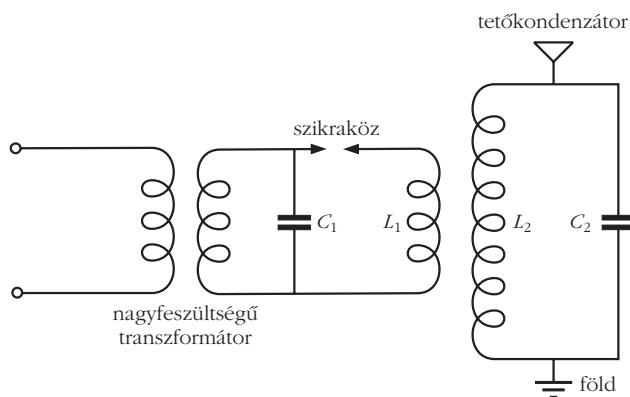 tetőkondenzátor
szikraköz
C₁
L₁
L₂
C₂
nagyfeszültségű
transzformátor
föld